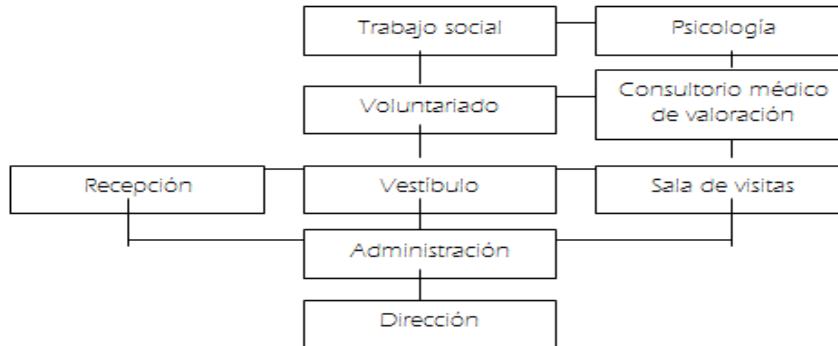 Trabajo social
Psicología
Voluntariado
Consultorio médico
de valoración
Recepción
Vestíbulo
Sala de visitas
Administración
Dirección